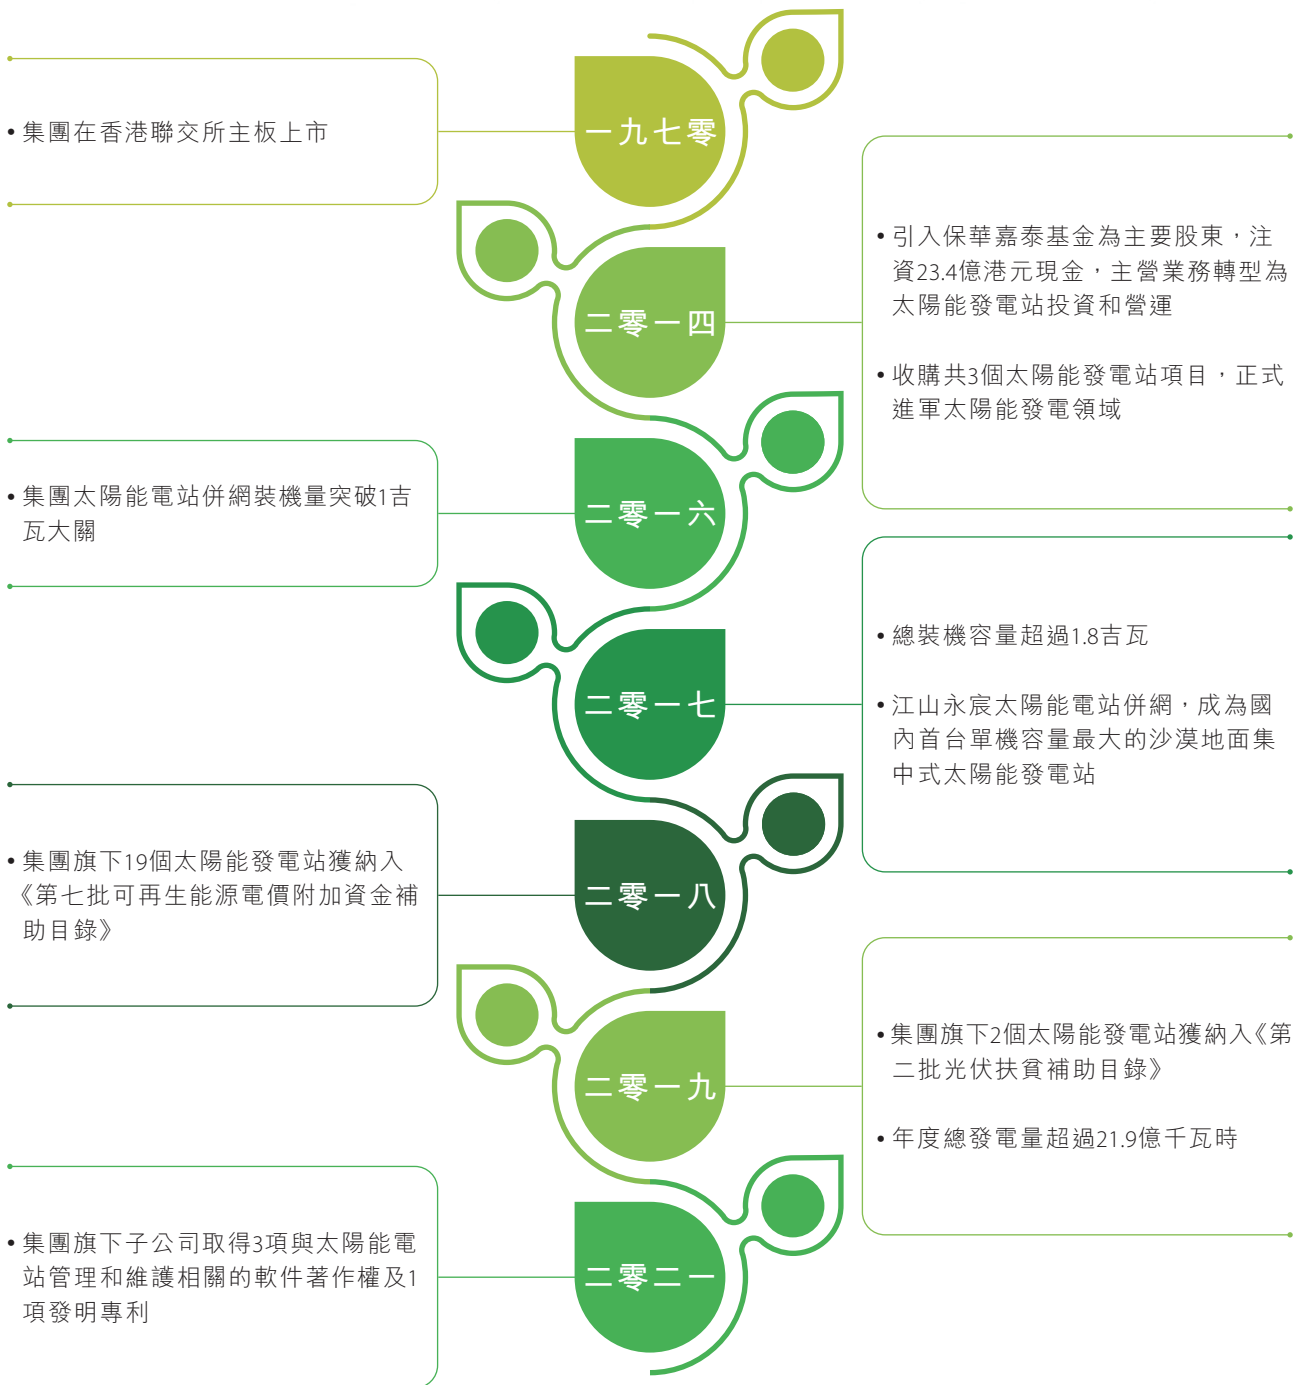 一九七零
• 集團在香港聯交所主板上市
二零一四
• 引入保華嘉泰基金為主要股東，注
資23.4億港元現金，主營業務轉型為
太陽能發電站投資和營運
• 收購共3個太陽能發電站項目，正式
進軍太陽能發電領域
二零一六
• 集團太陽能電站併網裝機量突破1吉
瓦大關
二零一七
• 總裝機容量超過1.8吉瓦
• 江山永宸太陽能電站併網，成為國
內首台單機容量最大的沙漠地面集
中式太陽能發電站
二零一八
• 集團旗下19個太陽能發電站獲納入
《第七批可再生能源電價附加資金補
助目錄》
二零一九
• 集團旗下2個太陽能發電站獲納入《第
二批光伏扶貧補助目錄》
• 年度總發電量超過21.9億千瓦時
二零二一
• 集團旗下子公司取得3項與太陽能電
站管理和維護相關的軟件著作權及1
項發明專利